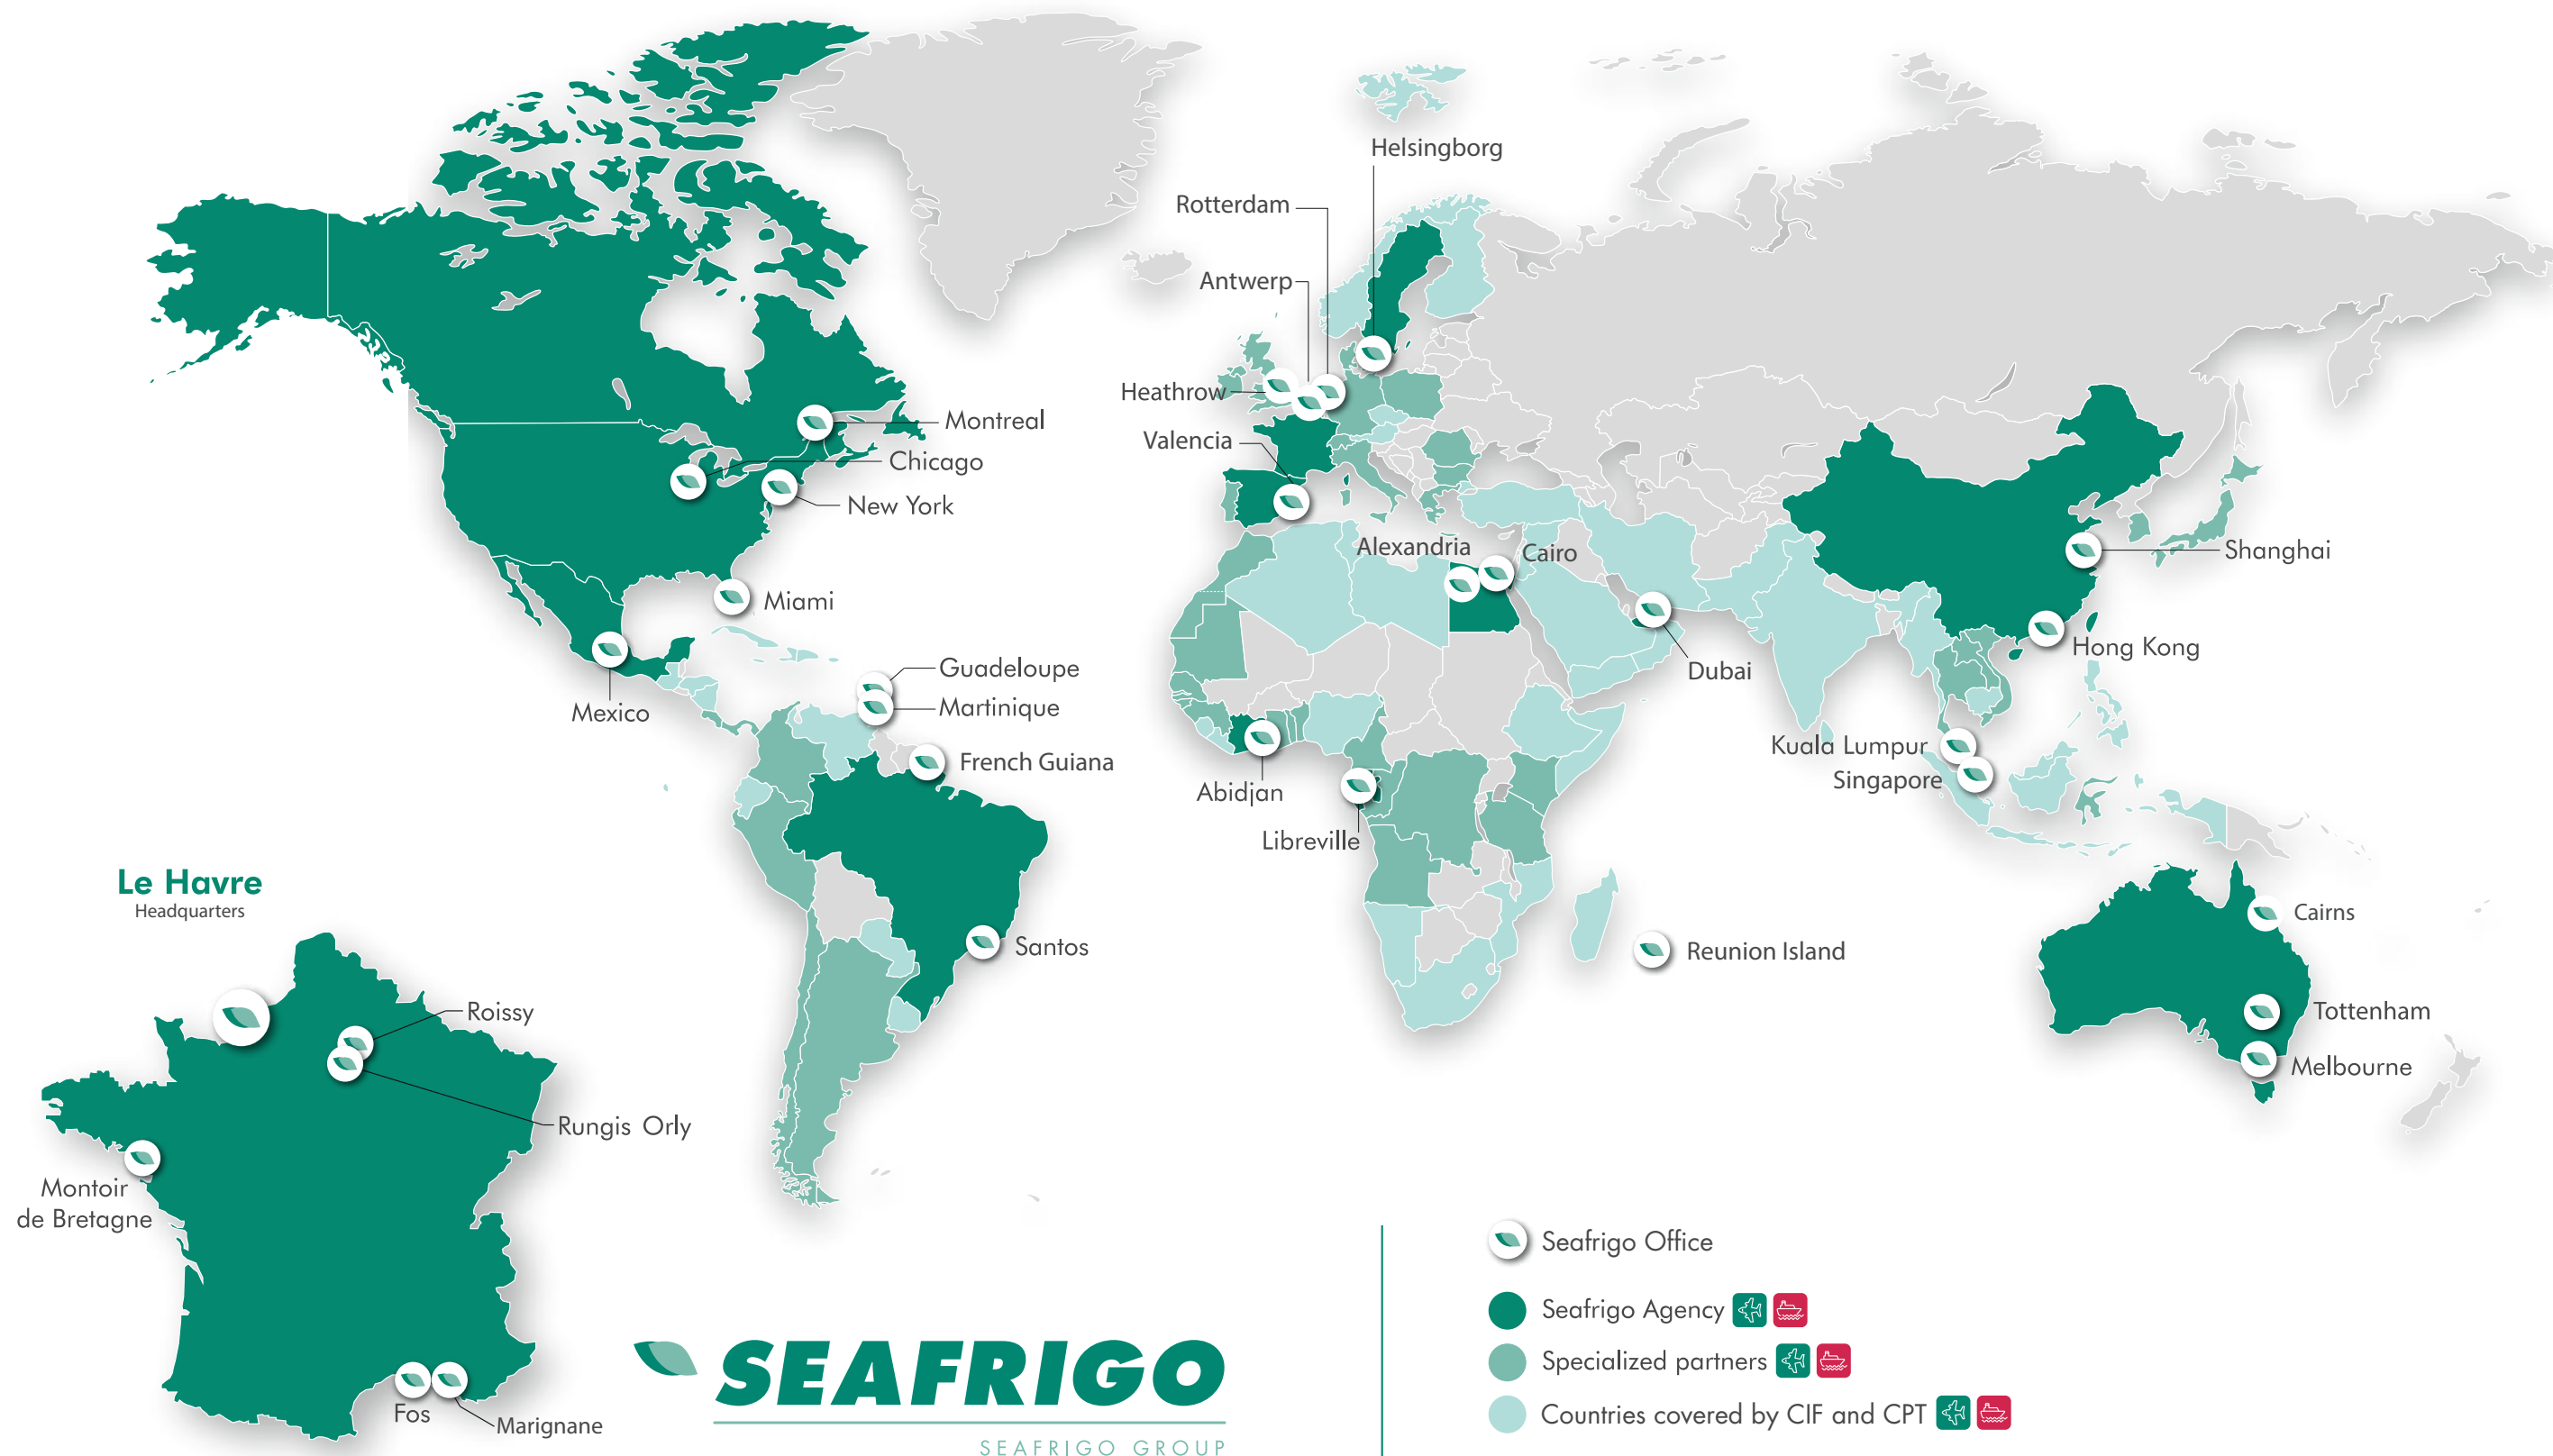 Helsingborg
Rotterdam
Antwerp
Heathrow
Valencia
Montreal
Chicago
New York
Miami
Mexico
Guadeloupe
Martinique
French Guiana
Santos
Alexandria
Cairo
Dubai
Abidjan
Libreville
Reunion Island
Shanghai
Hong Kong
Kuala Lumpur
Singapore
Cairns
Tottenham
Melbourne
Le Havre
Headquarters
Roissy
Rungis Orly
Montoir
de Bretagne
Fos
Marignane
SEAFRIGO
SEAFRIGO GROUP
Seafrigo Office
Seafrigo Agency
Specialized partners
Countries covered by CIF and CPT